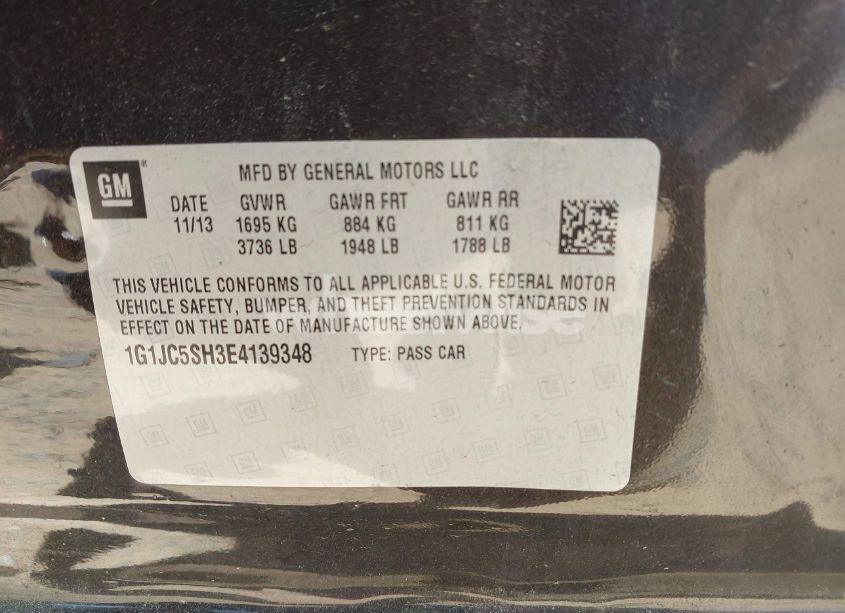 GM
MFD BY GENERAL MOTORS LLC
DATE GVWR GAWR FRT GAWR RR
11/13 1695 KG 884 KG 811 KG
3736 LB 1948 LB 1788 LB
THIS VEHICLE CONFORMS TO ALL APPLICABLE U.S. FEDERAL MOTOR
VEHICLE SAFETY, BUMPER, AND THEFT PREVENTION STANDARDS IN
EFFECT ON THE DATE OF MANUFACTURE SHOWN ABOVE.
1G1JC5SH3E4139348 TYPE: PASS CAR